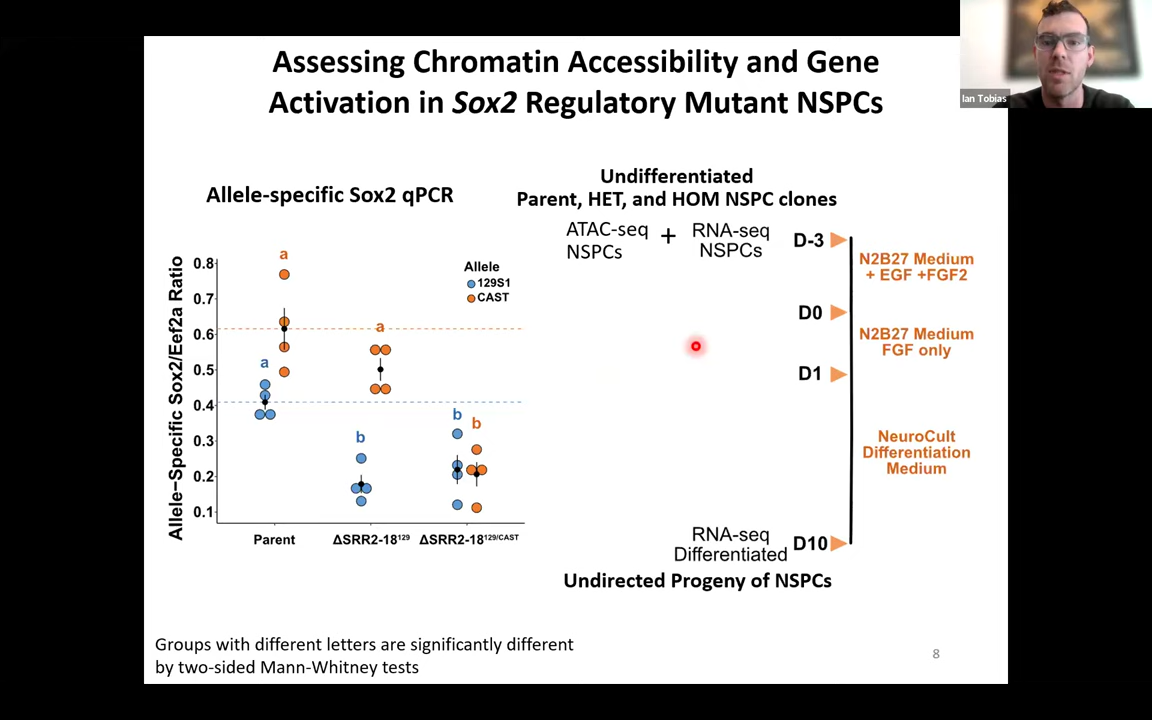 Assessing Chromatin Accessibility and Gene
Activation in Sox2 Regulatory Mutant NSPCs
Ian Tobias
Allele-specific Sox2 qPCR
Allele−Specific Sox2/Eef2a Ratio
0.8
0.7
0.6
0.5
0.4
0.3
0.2
0.1
a
a
a
b
b
b
Allele
129S1
CAST
Parent
ΔSRR2-18¹²⁹
ΔSRR2-18¹²⁹/ᶜᴬˢᵀ
Undifferentiated
Parent, HET, and HOM NSPC clones
ATAC-seq
NSPCs
+
RNA-seq
NSPCs
D-3
N2B27 Medium
+ EGF +FGF2
D0
N2B27 Medium
FGF only
D1
NeuroCult
Differentiation
Medium
RNA-seq
Differentiated
D10
Undirected Progeny of NSPCs
Groups with different letters are significantly different
by two-sided Mann-Whitney tests
8